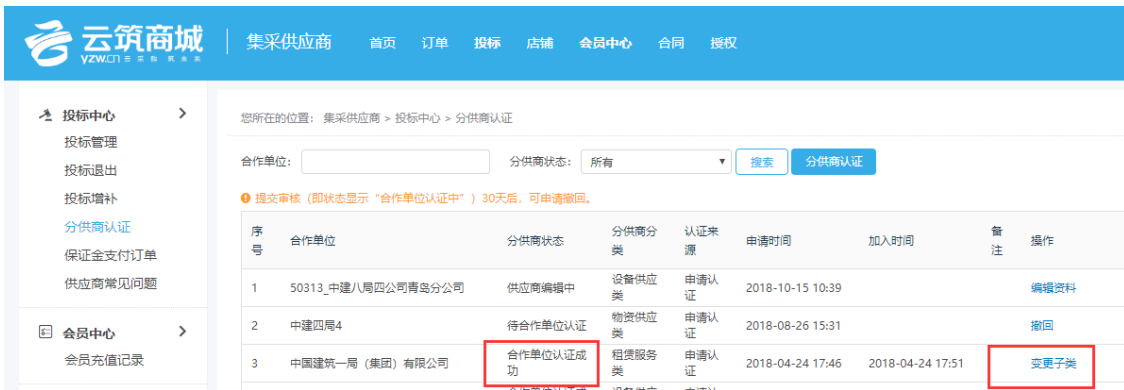 云筑商城
yzw.cn
集采供应商 首页 订单 投标 店铺 会员中心 合同 授权
投标中心
投标管理
投标退出
投标增补
分供商认证
保证金支付订单
供应商常见问题
会员中心
会员充值记录
您所在的位置： 集采供应商 > 投标中心 > 分供商认证
合作单位： 分供商状态： 所有 搜索 分供商认证
提交审核（即状态显示“合作单位认证中”）30天后，可申请撤回。
序号 合作单位 分供商状态 分供商分类 认证来源 申请时间 加入时间 备注 操作
1 50313_中建八局四公司青岛分公司 供应商编辑中 设备供应类 申请认证 2018-10-15 10:39 编辑资料
2 中建四局4 待合作单位认证 物资供应类 申请认证 2018-08-26 15:31 撤回
3 中国建筑一局（集团）有限公司 合作单位认证成功 租赁服务类 申请认证 2018-04-24 17:46 2018-04-24 17:51 变更子类